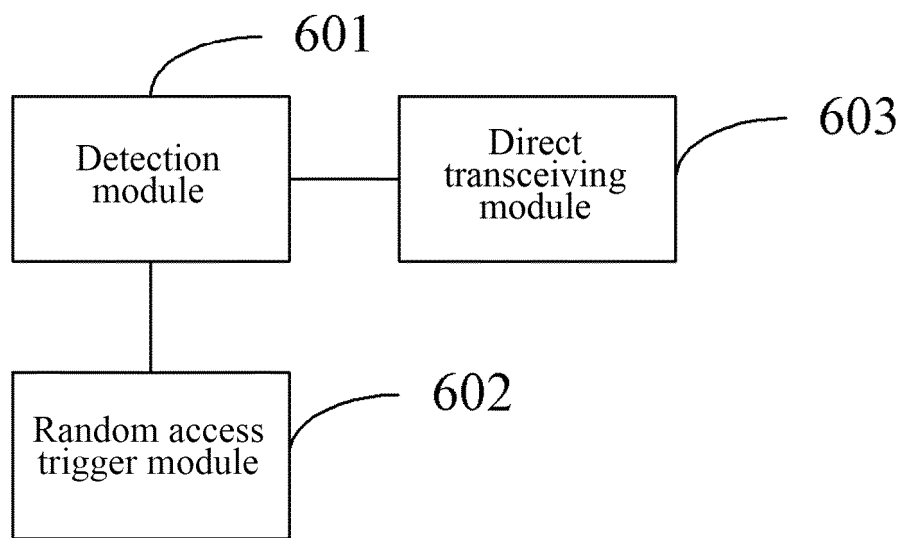 601
603
Detection
module
Direct
transceiving
module
602
Random access
trigger module